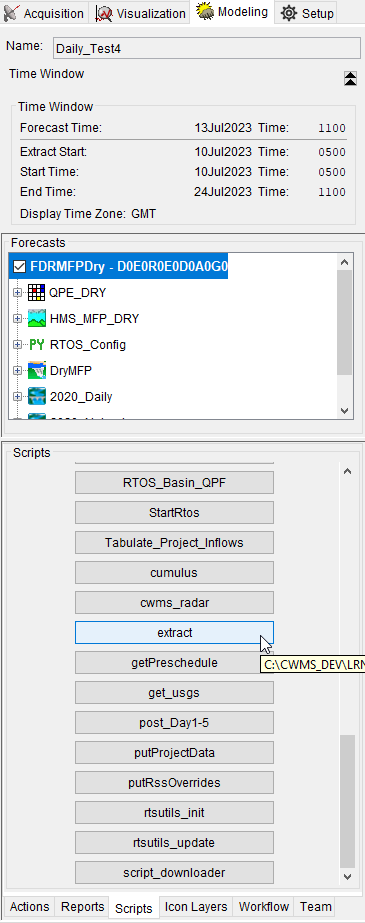 Acquisition Visualization Modeling Setup
Name: Daily_Test4
Time Window
Time Window
Forecast Time: 13Jul2023 Time: 1100
Extract Start: 10Jul2023 Time: 0500
Start Time: 10Jul2023 Time: 0500
End Time: 24Jul2023 Time: 1100
Display Time Zone: GMT
Forecasts
FDRMFPDry - D0E0R0E0D0A0G0
QPE_DRY
HMS_MFP_DRY
PY RTOS_Config
DryMFP
2020_Daily
Scripts
RTOS_Basin_QPF
StartRtos
Tabulate_Project_Inflows
cumulus
cwms_radar
extract
getPreschedule C:\CWMS_DEV\LRN
get_usgs
post_Day1-5
putProjectData
putRssOverrides
rtsutils_init
rtsutils_update
script_downloader
Actions Reports Scripts Icon Layers Workflow Team